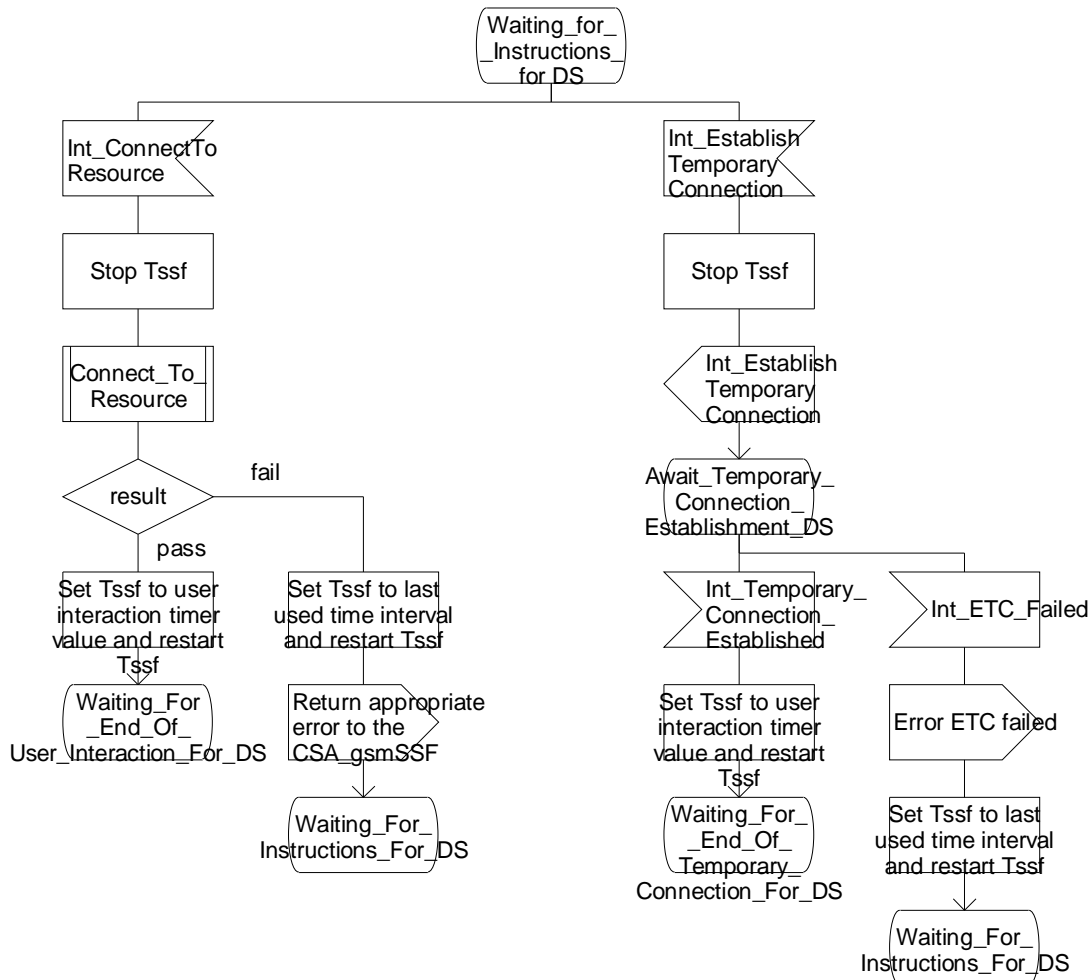 Waiting_for_
_Instructions_
for DS
Int_ConnectTo
Resource
Stop Tssf
Connect_To_
Resource
result
fail
pass
Set Tssf to user
interaction timer
value and restart
Tssf
Waiting_For
_End_Of_
User_Interaction_For_DS
Set Tssf to last
used time interval
and restart Tssf
Return appropriate
error to the
CSA_gsmSSF
Waiting_For_
Instructions_For_DS
Int_Establish
Temporary
Connection
Stop Tssf
Int_Establish
Temporary
Connection
Await_Temporary_
Connection_
Establishment_DS
Int_Temporary_
Connection_
Established
Set Tssf to user
interaction timer
value and restart
Tssf
Waiting_For_
_End_Of_
Temporary_
Connection_For_DS
Int_ETC_Failed
Error ETC failed
Set Tssf to last
used time interval
and restart Tssf
Waiting_For_
Instructions_For_DS